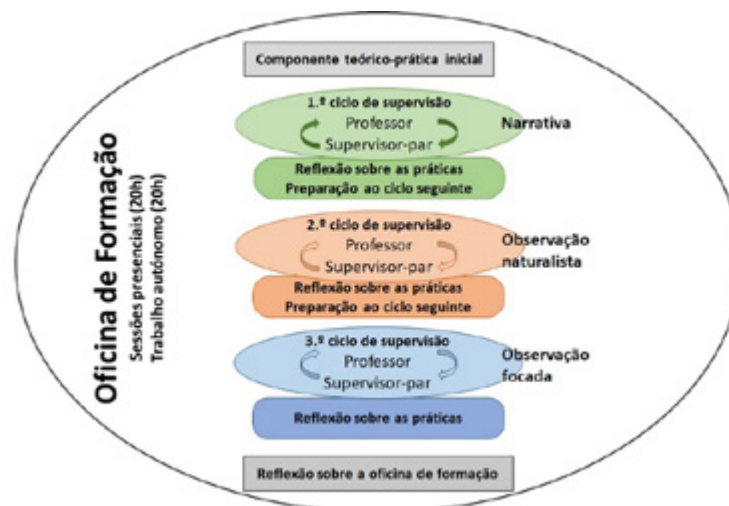 Oficina de Formação
Sessões presenciais (20h)
Trabalho autónomo (20h)
Componente teórico-prática inicial
1.º ciclo de supervisão
Professor
Supervisor-par
Narrativa
Reflexão sobre as práticas
Preparação ao ciclo seguinte
2.º ciclo de supervisão
Professor
Supervisor-par
Observação
naturalista
Reflexão sobre as práticas
Preparação ao ciclo seguinte
3.º ciclo de supervisão
Professor
Supervisor-par
Observação
focada
Reflexão sobre as práticas
Reflexão sobre a oficina de formação